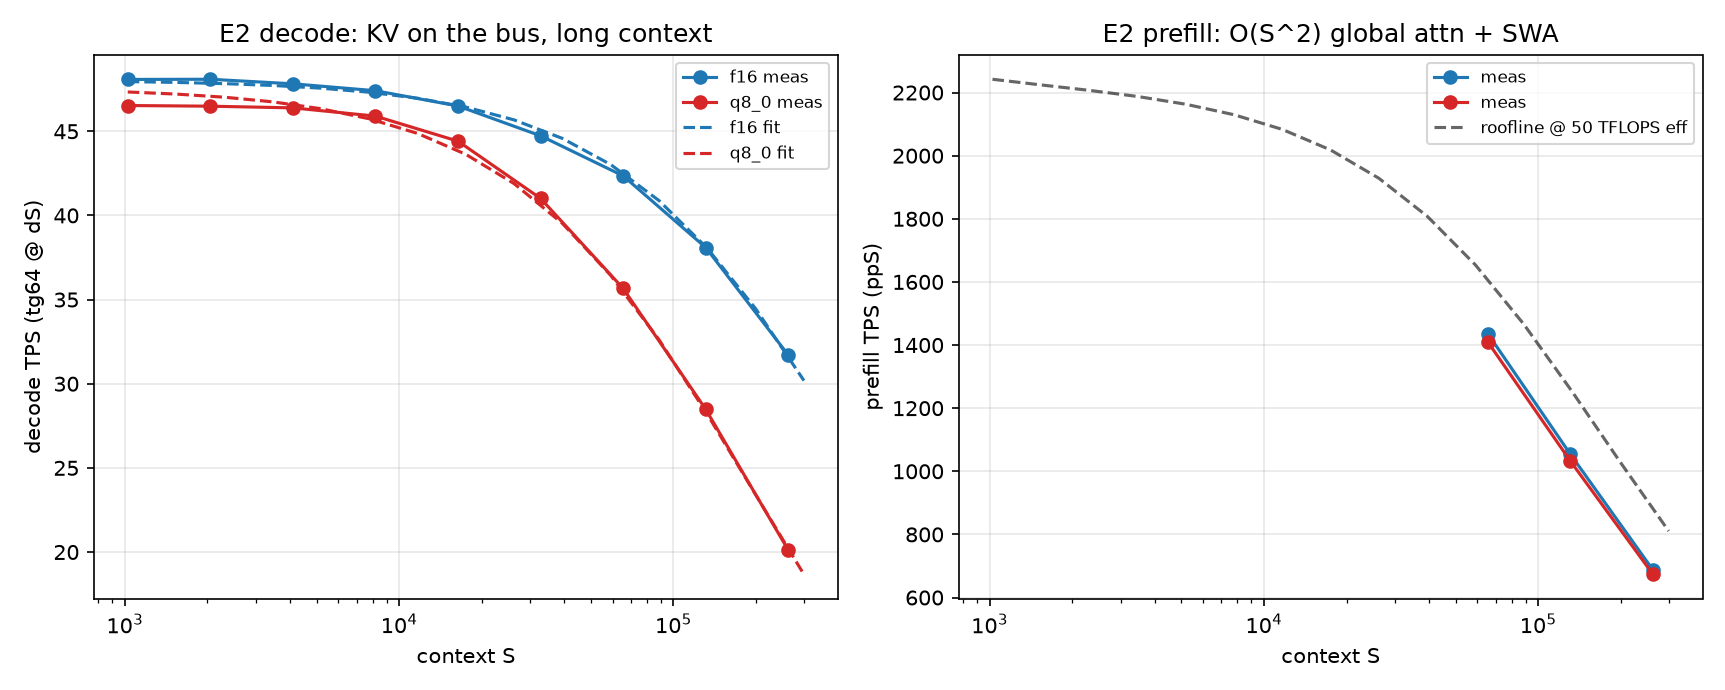 E2 decode: KV on the bus, long context
decode TPS (tg64 @ dS)
45
40
35
30
25
20
10^3
10^4
10^5
context S
f16 meas
q8_0 meas
f16 fit
q8_0 fit
E2 prefill: O(S^2) global attn + SWA
prefill TPS (ppS)
2200
2000
1800
1600
1400
1200
1000
800
600
10^3
10^4
10^5
context S
meas
meas
roofline @ 50 TFLOPS eff